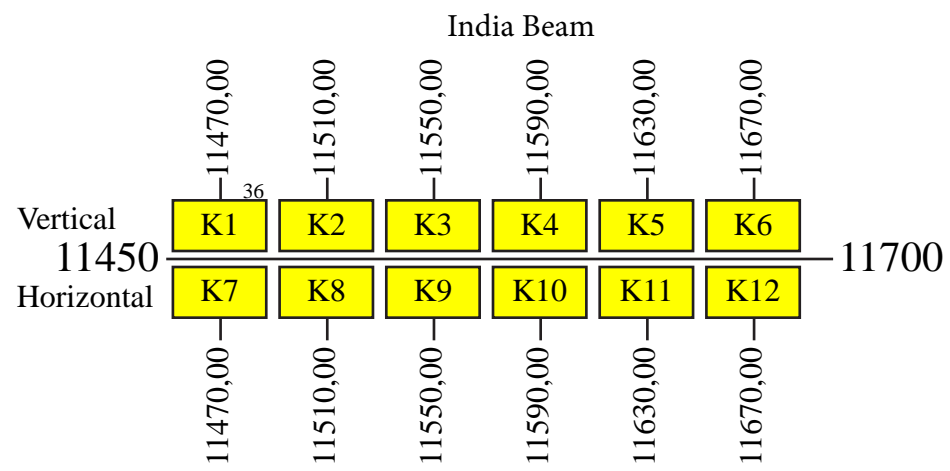 India Beam
11470,00 11510,00 11550,00 11590,00 11630,00 11670,00
36
Vertical K1 K2 K3 K4 K5 K6
11450 11700
Horizontal K7 K8 K9 K10 K11 K12
11470,00 11510,00 11550,00 11590,00 11630,00 11670,00